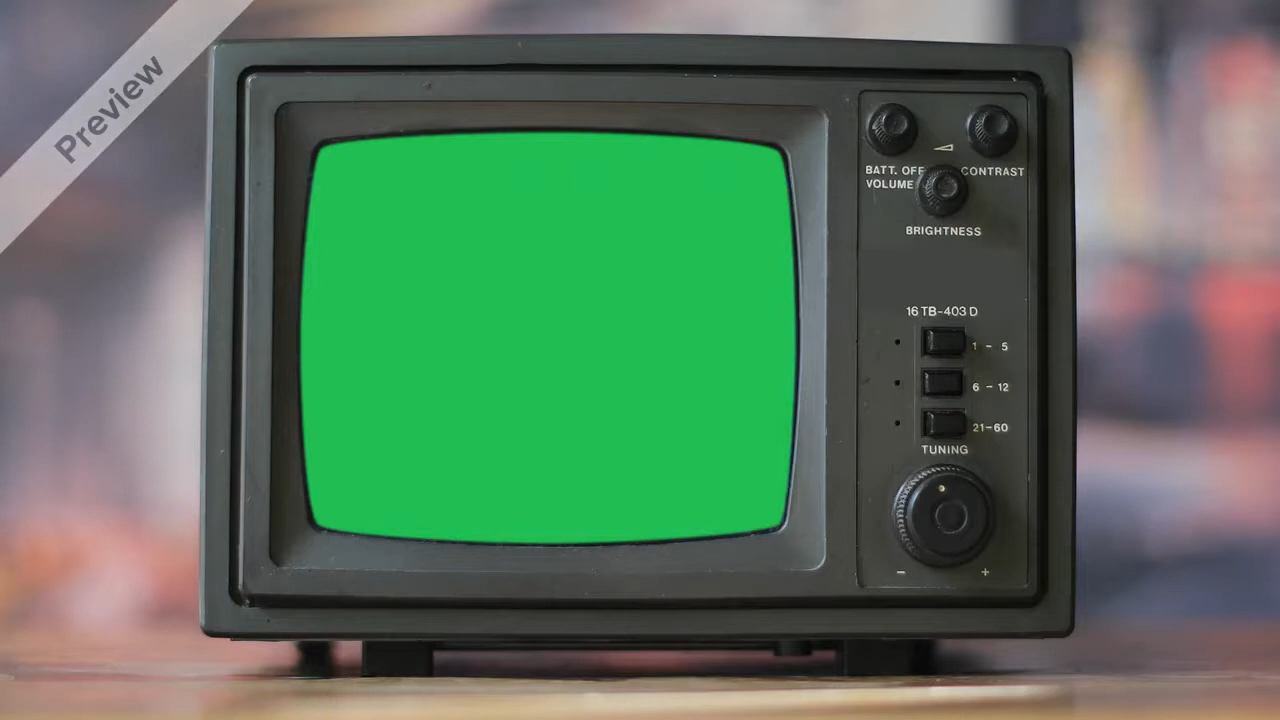 Preview
BATT. OFF CONTRAST
VOLUME
BRIGHTNESS
16 TB-403 D
1 - 5
6 - 12
21-60
TUNING
- +